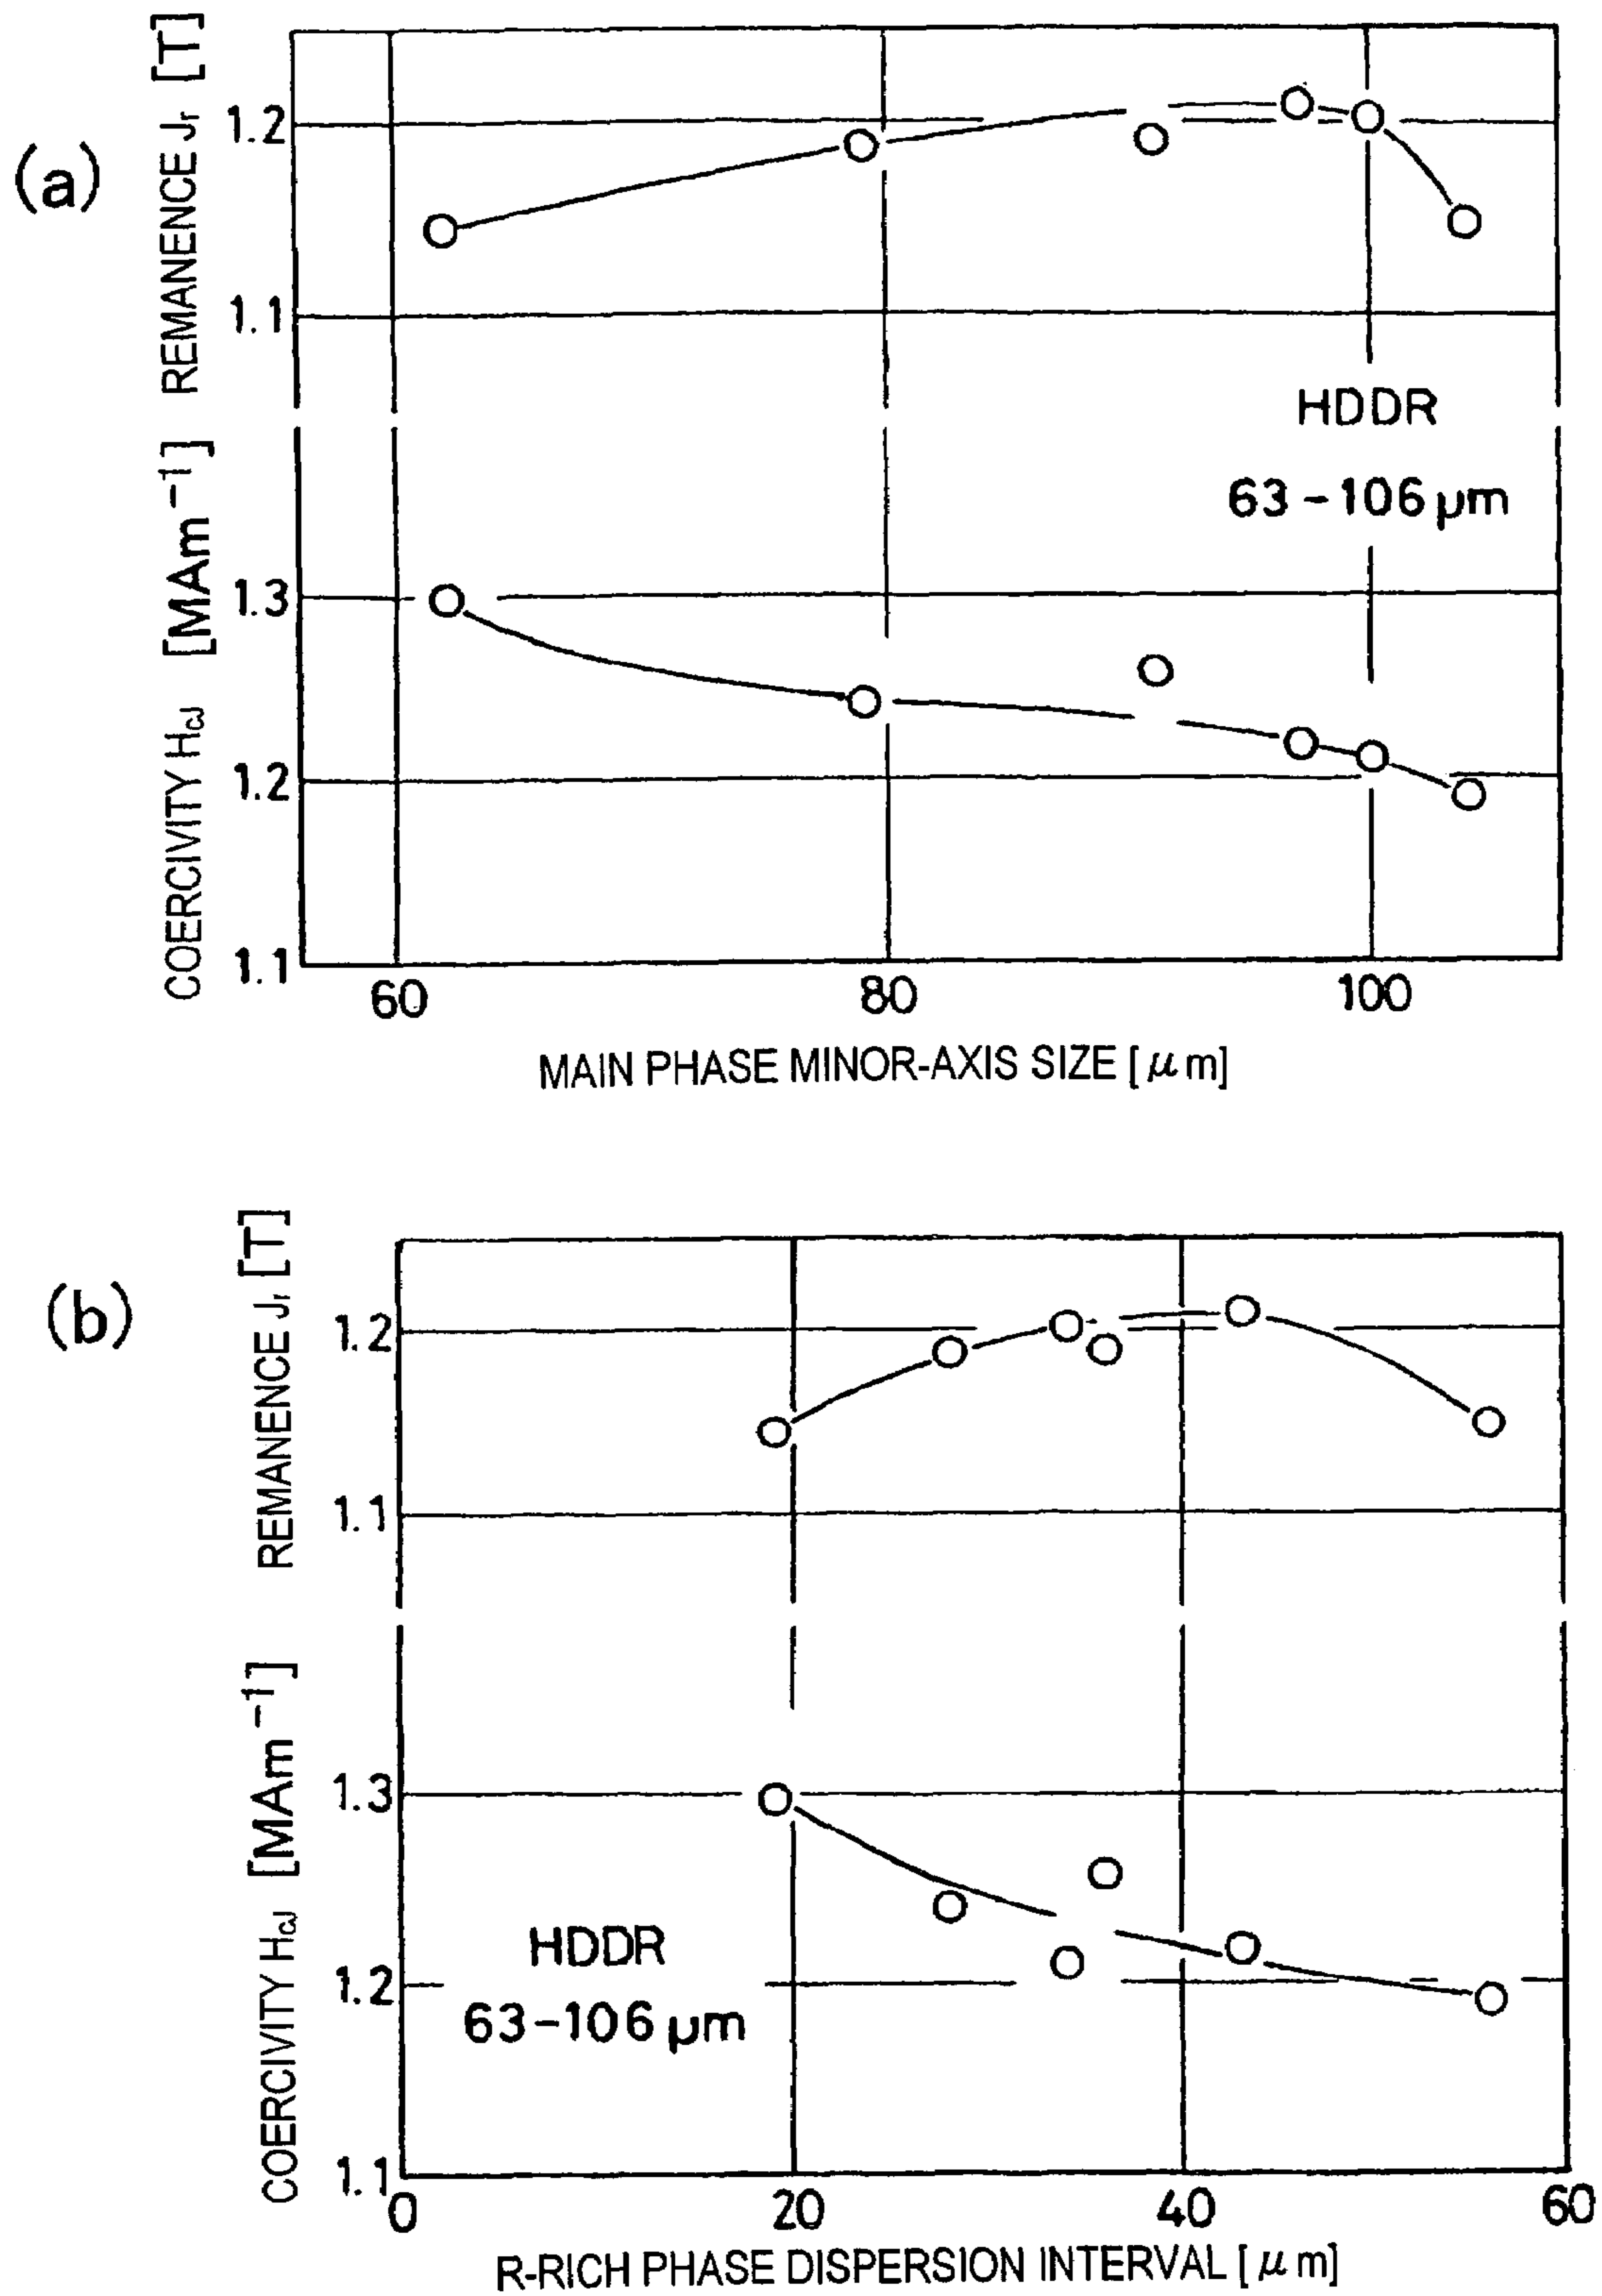 (a)
REMANENCE Jr [T]
1.2
1.1
COERCIVITY HcJ [MAm⁻¹]
1.3
1.2
1.1
HDDR
63-106 μm
60 80 100
MAIN PHASE MINOR-AXIS SIZE [μm]
(b)
REMANENCE Jr [T]
1.2
1.1
COERCIVITY HcJ [MAm⁻¹]
1.3
1.2
1.1
HDDR
63-106 μm
0 20 40 60
R-RICH PHASE DISPERSION INTERVAL [μm]